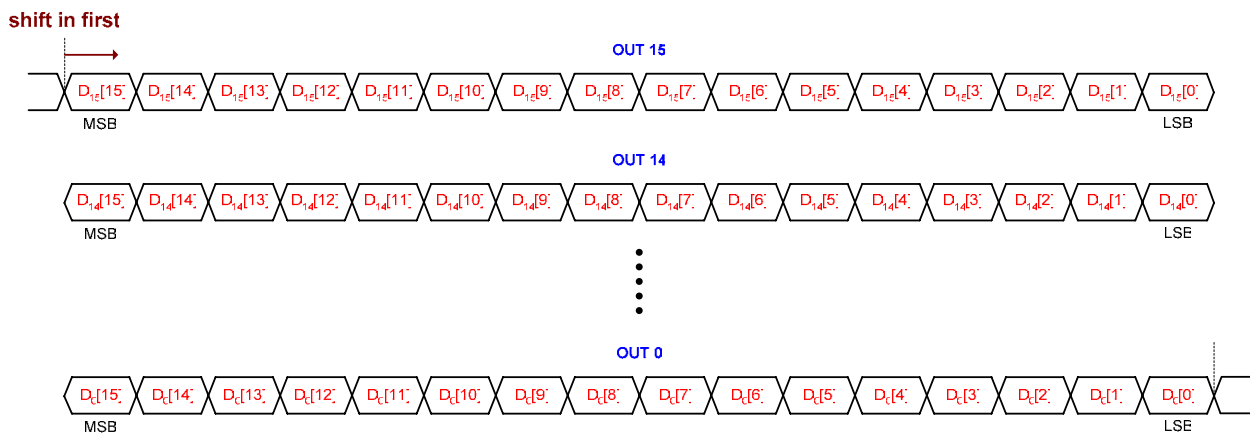 shift in first
OUT 15
D15[15] D15[14] D15[13] D15[12] D15[11] D15[10] D15[9] D15[8] D15[7] D15[6] D15[5] D15[4] D15[3] D15[2] D15[1] D15[0]
MSB LSB
OUT 14
D14[15] D14[14] D14[13] D14[12] D14[11] D14[10] D14[9] D14[8] D14[7] D14[6] D14[5] D14[4] D14[3] D14[2] D14[1] D14[0]
MSB LSB
OUT 0
D0[15] D0[14] D0[13] D0[12] D0[11] D0[10] D0[9] D0[8] D0[7] D0[6] D0[5] D0[4] D0[3] D0[2] D0[1] D0[0]
MSB LSB